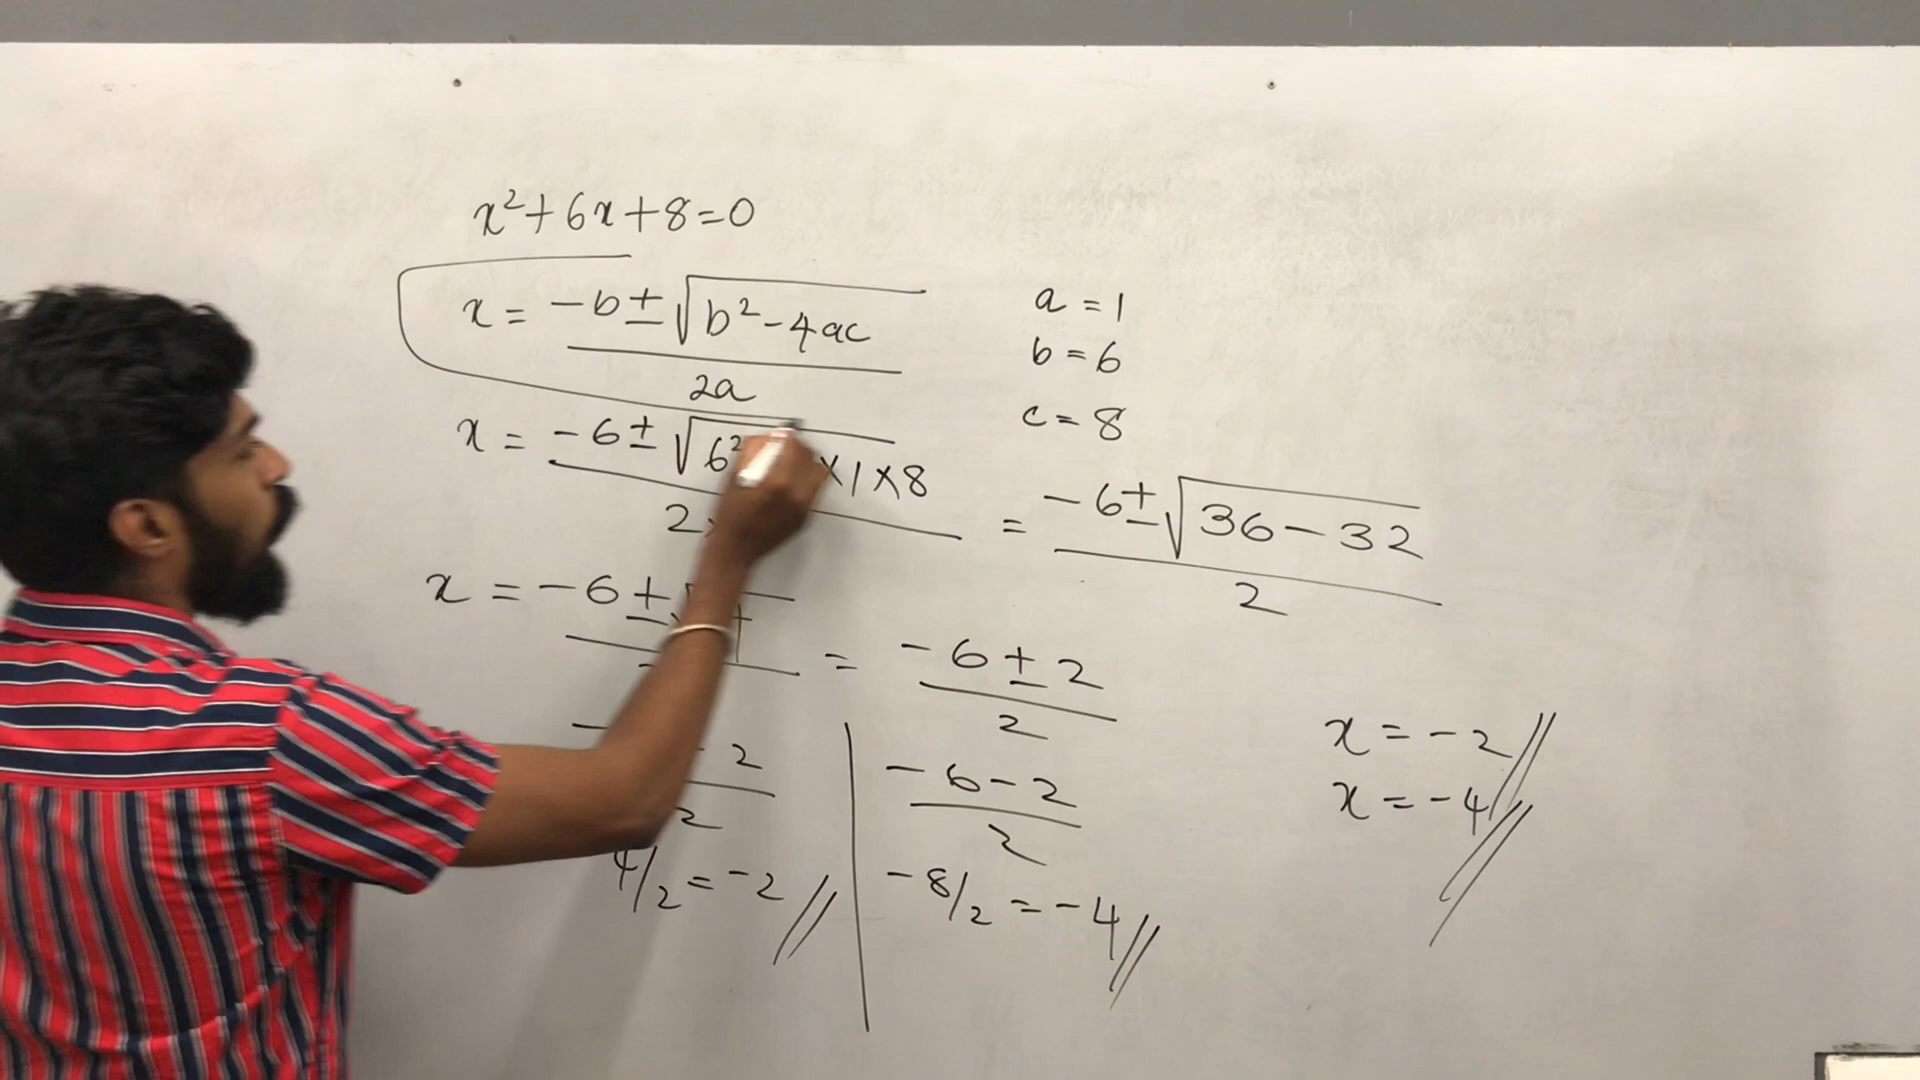 x²+6x+8=0
x = -b±√b²-4ac
2a
a = 1
b = 6
c = 8
x = -6±√6² ×1×8
2
= -6±√36-32
2
x = -6±√
= -6±2
2
- 2
2
-6-2
2
4/2 = -2
-8/2 = -4
x = -2
x = -4